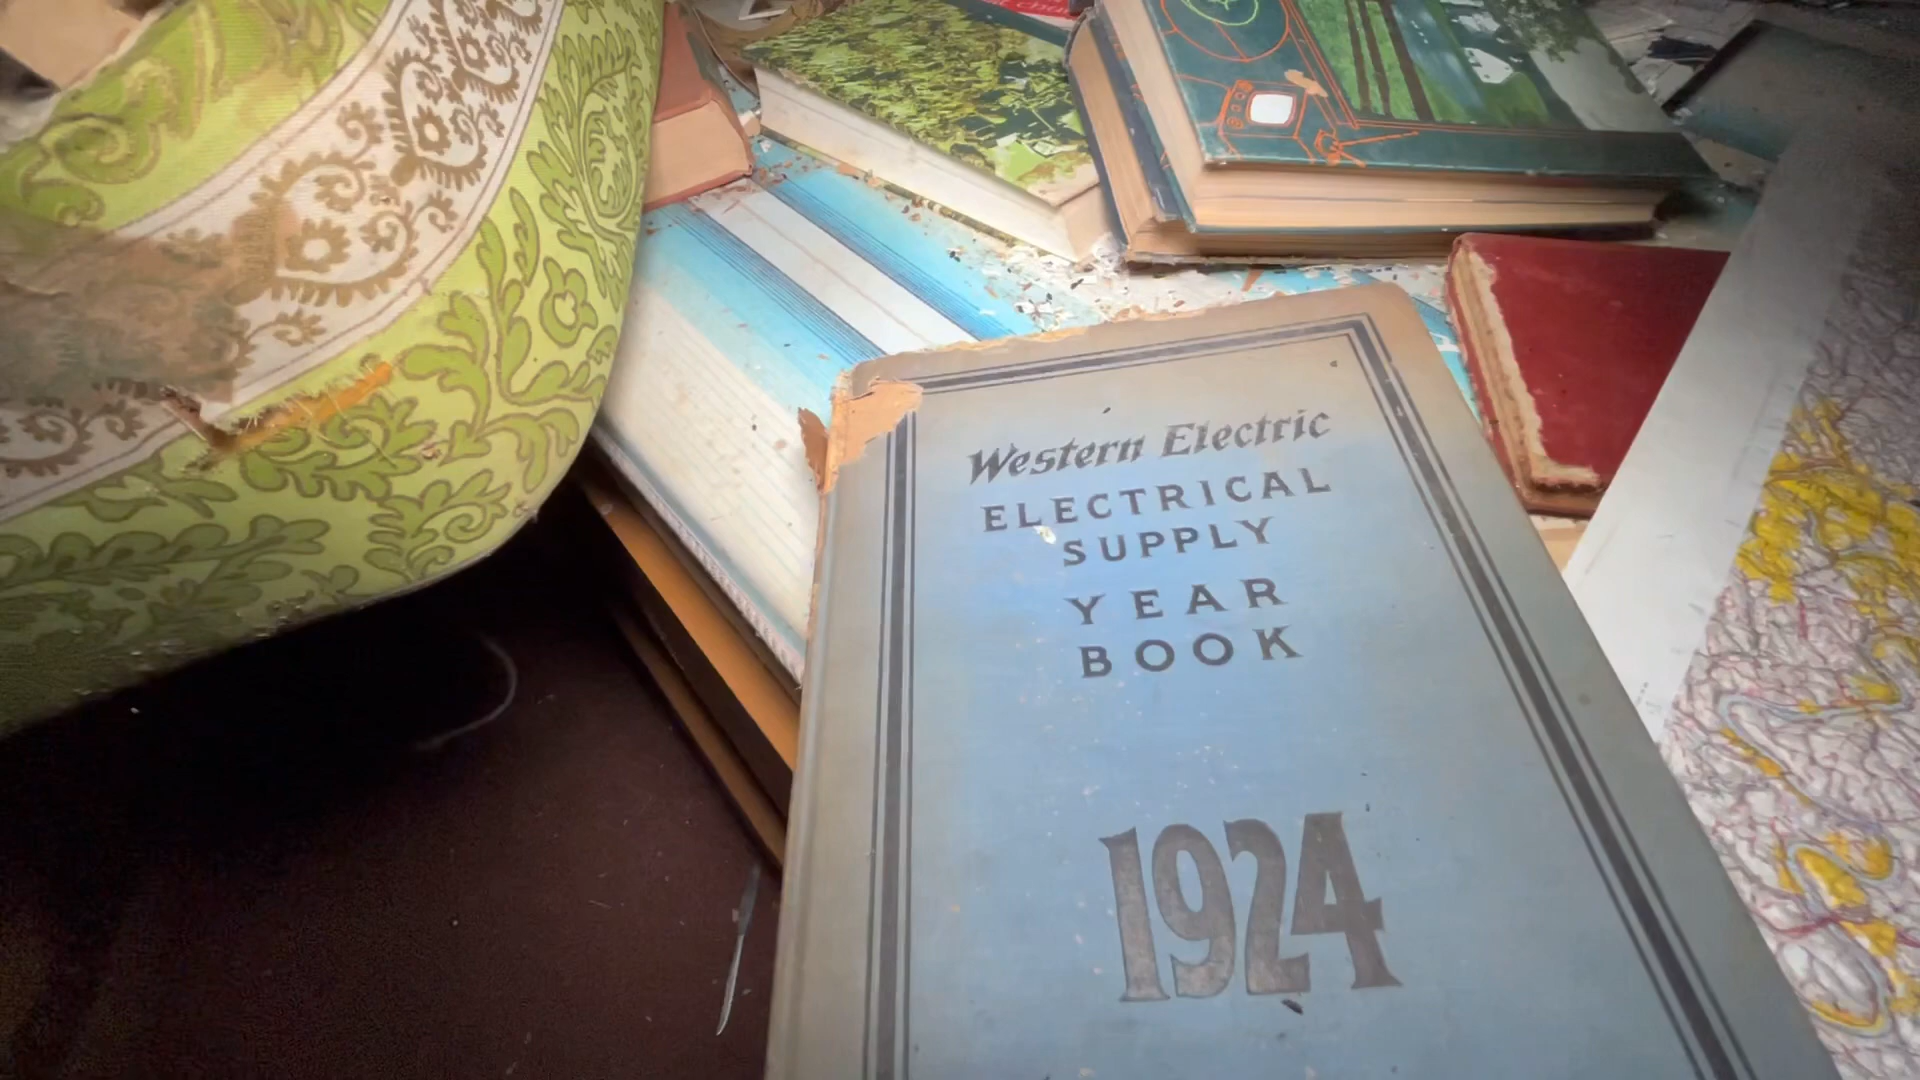 Western Electric
ELECTRICAL
SUPPLY
YEAR
BOOK
1924